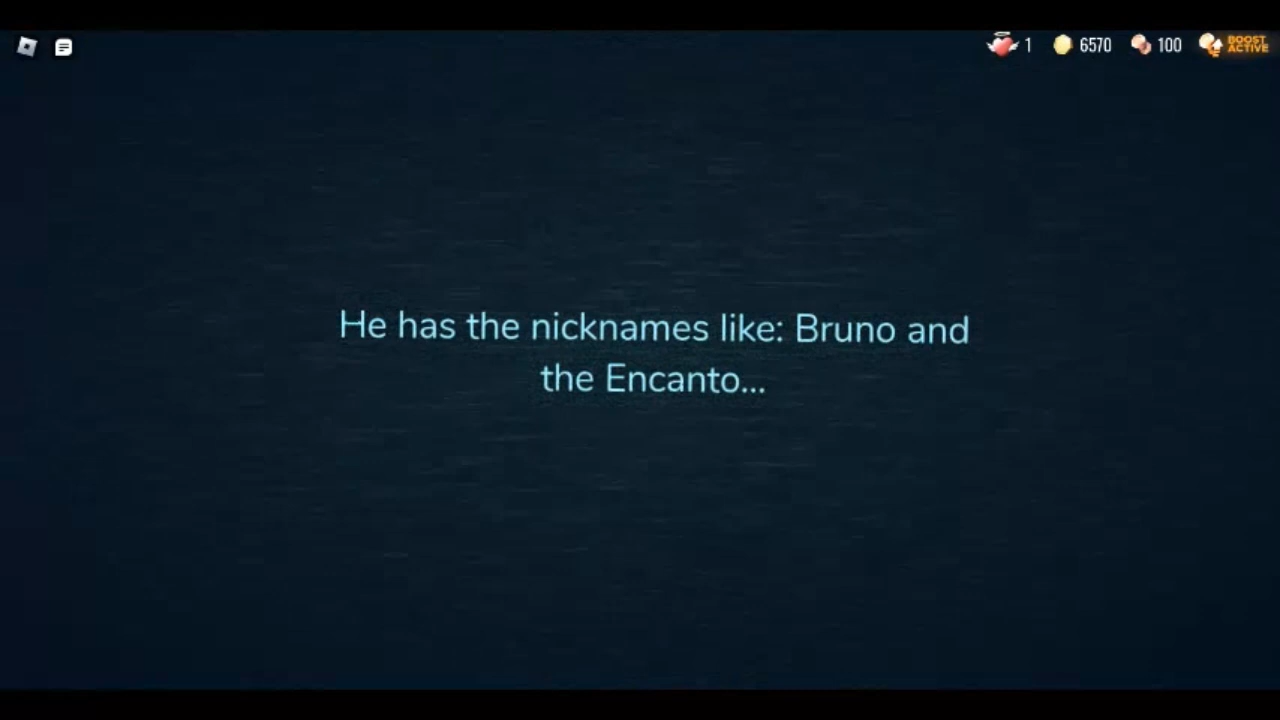 1 6570 100 BOOST
ACTIVE
He has the nicknames like: Bruno and
the Encanto...